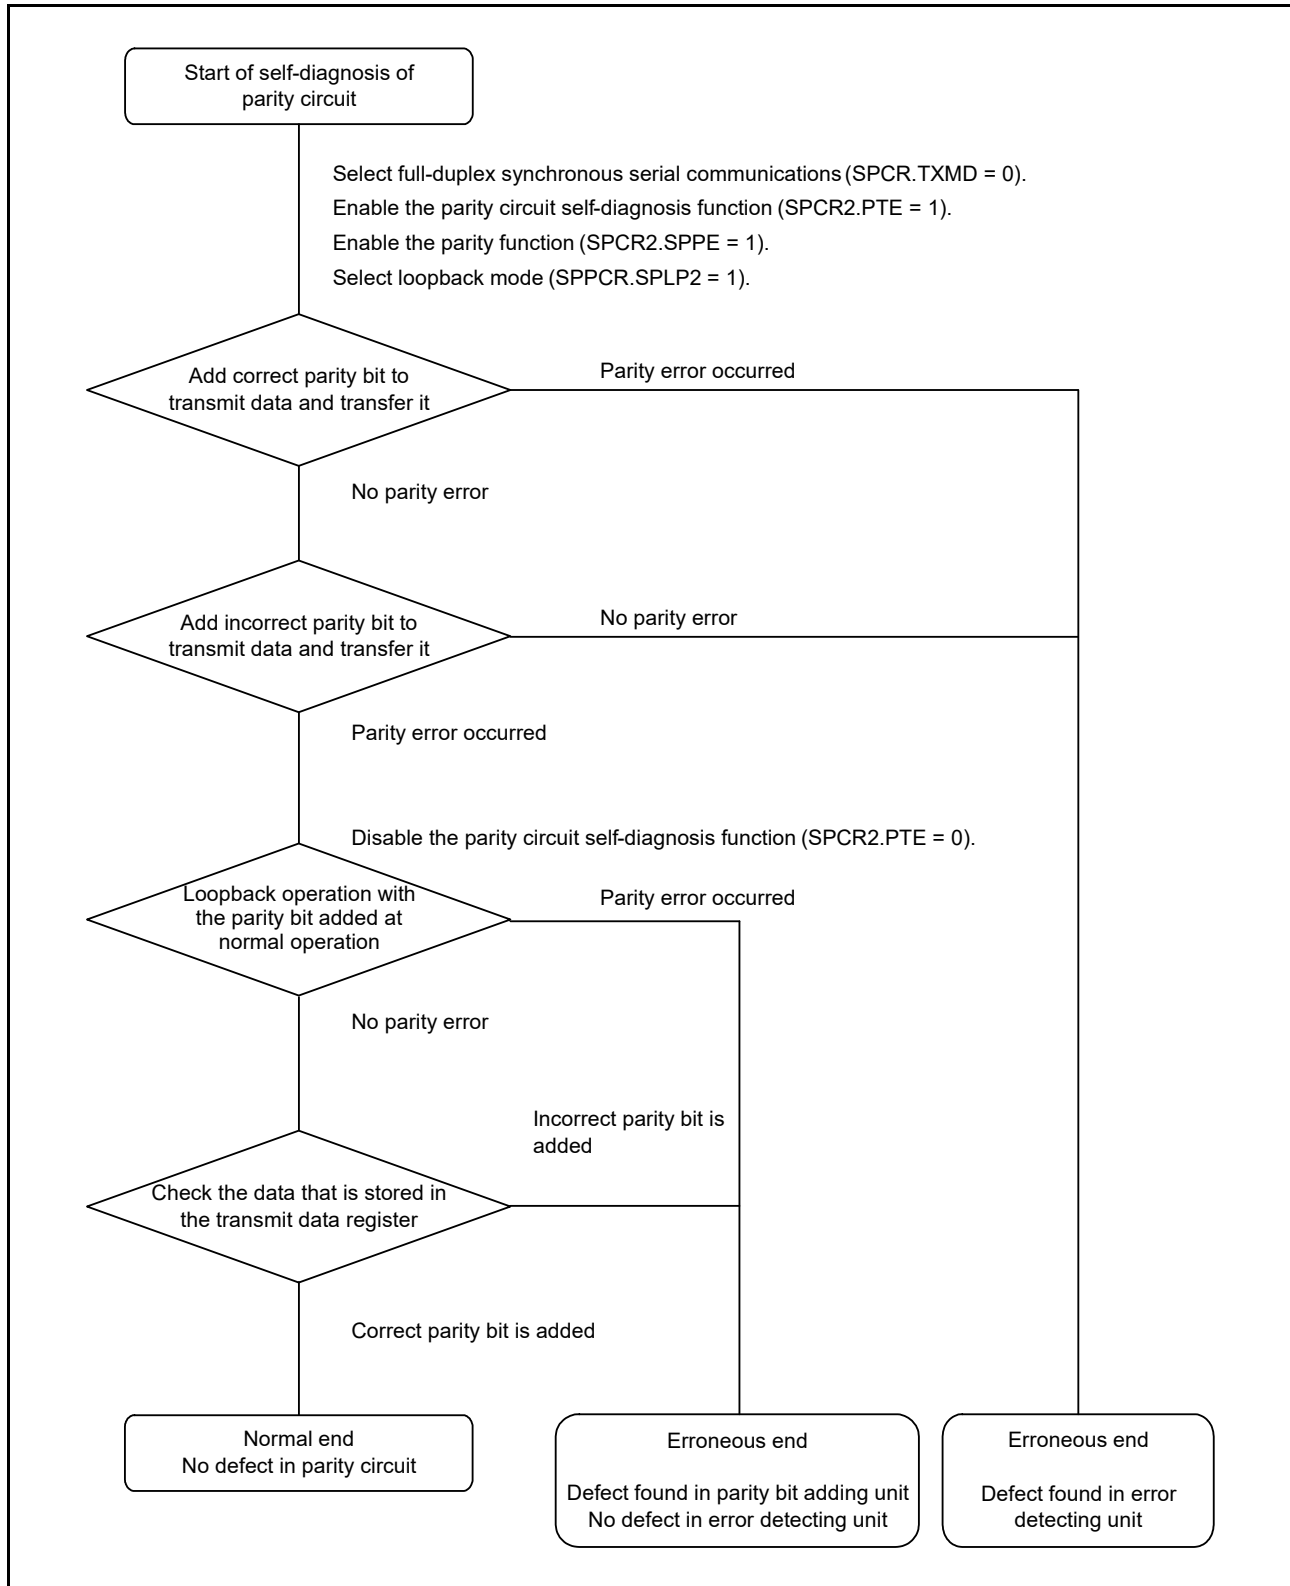 Start of self-diagnosis of
parity circuit
Select full-duplex synchronous serial communications (SPCR.TXMD = 0).
Enable the parity circuit self-diagnosis function (SPCR2.PTE = 1).
Enable the parity function (SPCR2.SPPE = 1).
Select loopback mode (SPPCR.SPLP2 = 1).
Add correct parity bit to
transmit data and transfer it
Parity error occurred
No parity error
Add incorrect parity bit to
transmit data and transfer it
No parity error
Parity error occurred
Disable the parity circuit self-diagnosis function (SPCR2.PTE = 0).
Loopback operation with
the parity bit added at
normal operation
Parity error occurred
No parity error
Incorrect parity bit is
added
Check the data that is stored in
the transmit data register
Correct parity bit is added
Normal end
No defect in parity circuit
Erroneous end
Defect found in parity bit adding unit
No defect in error detecting unit
Erroneous end
Defect found in error
detecting unit